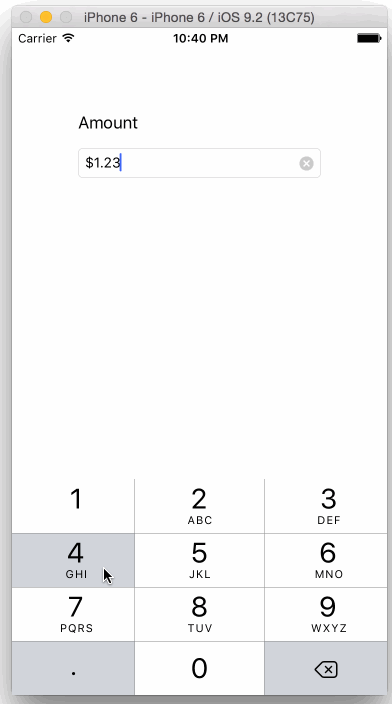 iPhone 6 - iPhone 6 / iOS 9.2 (13C75)
Carrier 10:40 PM
Amount
$1.23
1 2 3
ABC DEF
4 5 6
GHI JKL MNO
7 8 9
PQRS TUV WXYZ
. 0